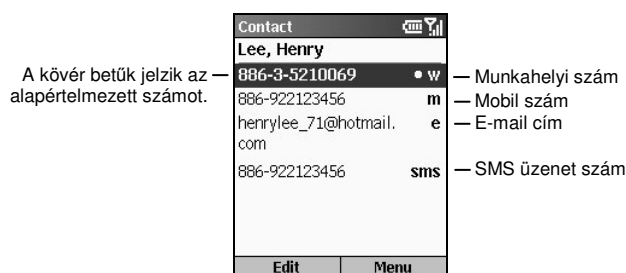 Contact
Lee, Henry
A kövér betűk jelzik az
alapértelmezett számot.
886-3-5210069 w
Munkahelyi szám
886-922123456 m
Mobil szám
henrylee_71@hotmail. e
com
E-mail cím
886-922123456 sms
SMS üzenet szám
Edit Menu